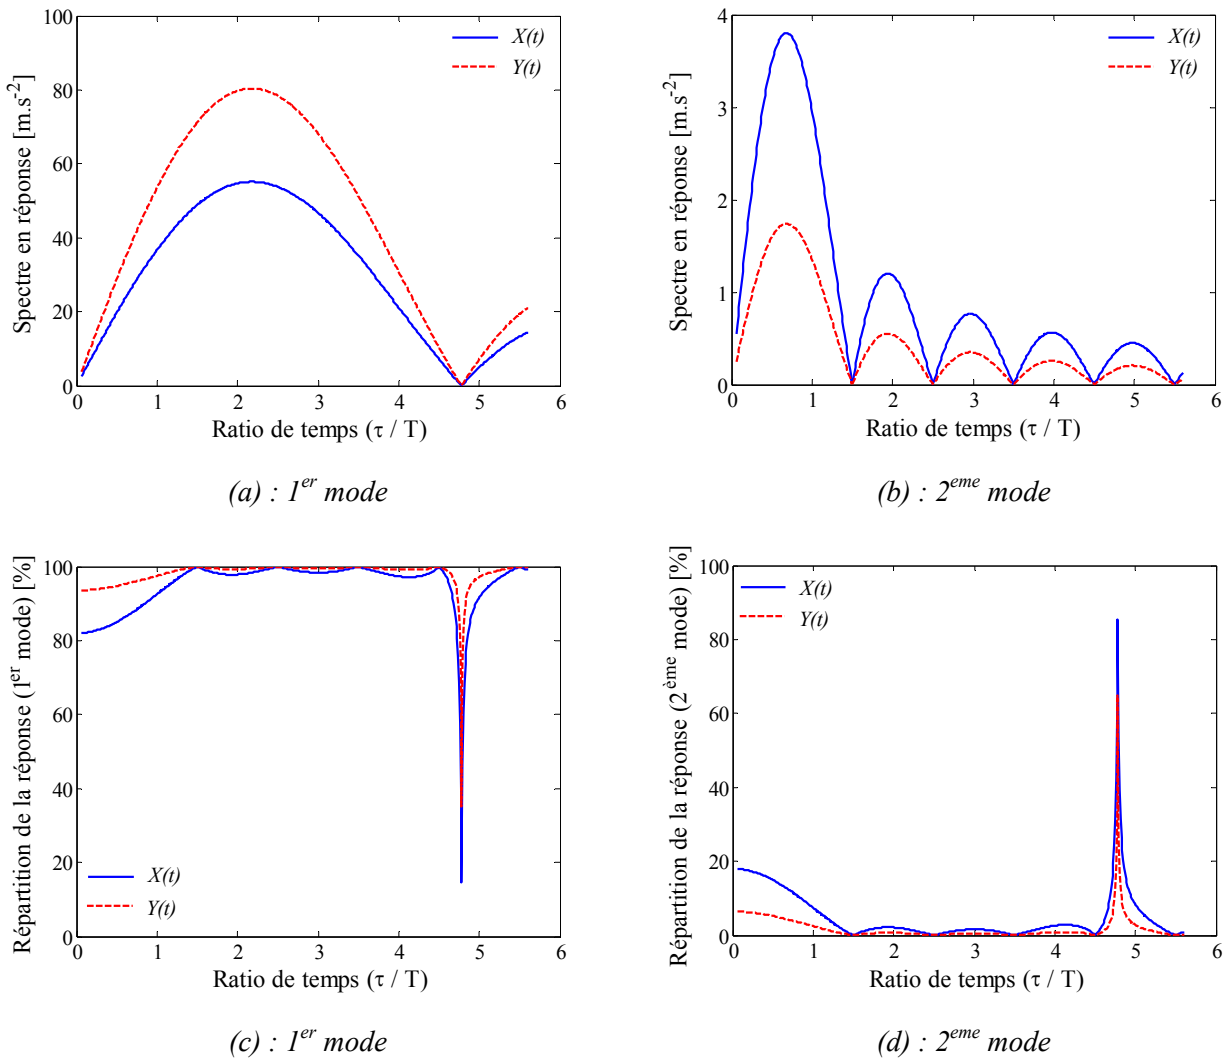 Spectre en réponse [m.s-2]
100
80
60
40
20
0
X(t)
Y(t)
0 1 2 3 4 5 6
Ratio de temps (τ / T)
(a) : 1er mode
Spectre en réponse [m.s-2]
4
3
2
1
0
X(t)
Y(t)
0 1 2 3 4 5 6
Ratio de temps (τ / T)
(b) : 2eme mode
Répartition de la réponse (1er mode) [%]
100
80
60
40
20
0
X(t)
Y(t)
0 1 2 3 4 5 6
Ratio de temps (τ / T)
(c) : 1er mode
Répartition de la réponse (2ème mode) [%]
100
80
60
40
20
0
X(t)
Y(t)
0 1 2 3 4 5 6
Ratio de temps (τ / T)
(d) : 2eme mode